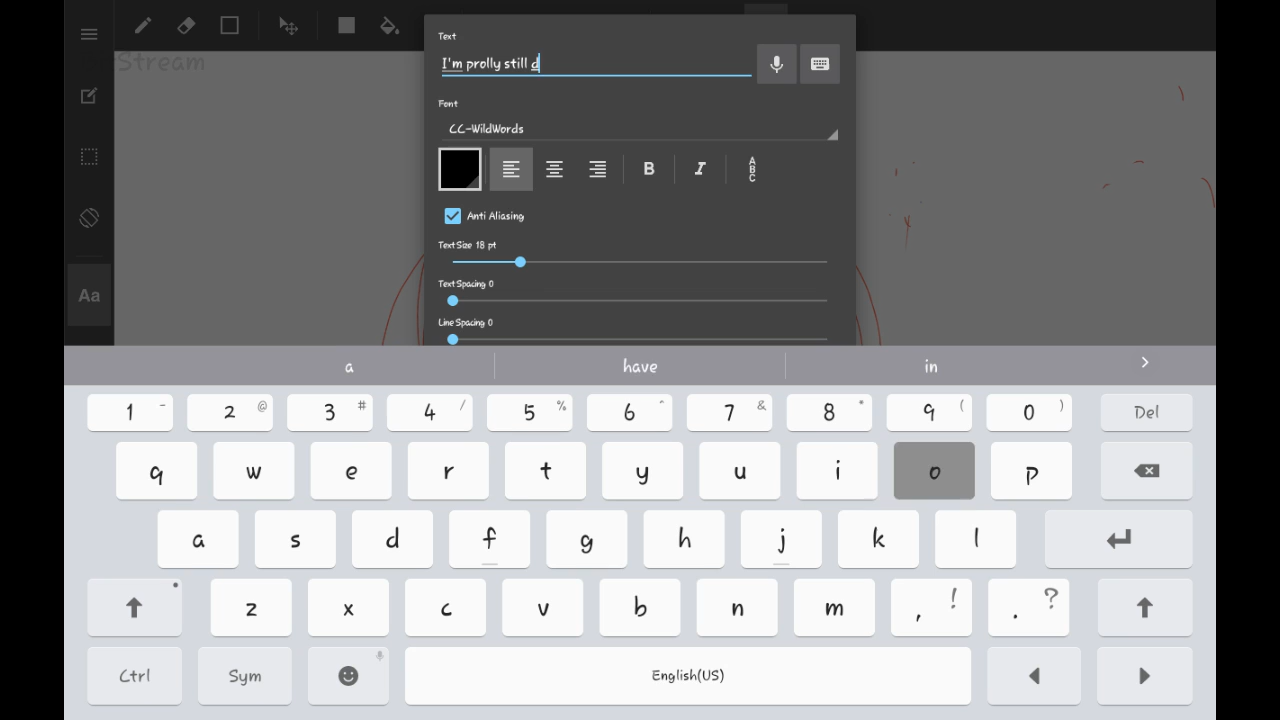 Stream
Text
I'm prolly still d
Font
CC-WildWords
B I A B C
Anti Aliasing
Text Size 18 pt
Text Spacing 0
Line Spacing 0
Aa
a have in >
1 - 2 @ 3 # 4 / 5 % 6 ^ 7 & 8 * 9 ( 0 ) Del
q w e r t y u i o p
a s d f g h j k l
z x c v b n m , ! . ?
Ctrl Sym English(US)